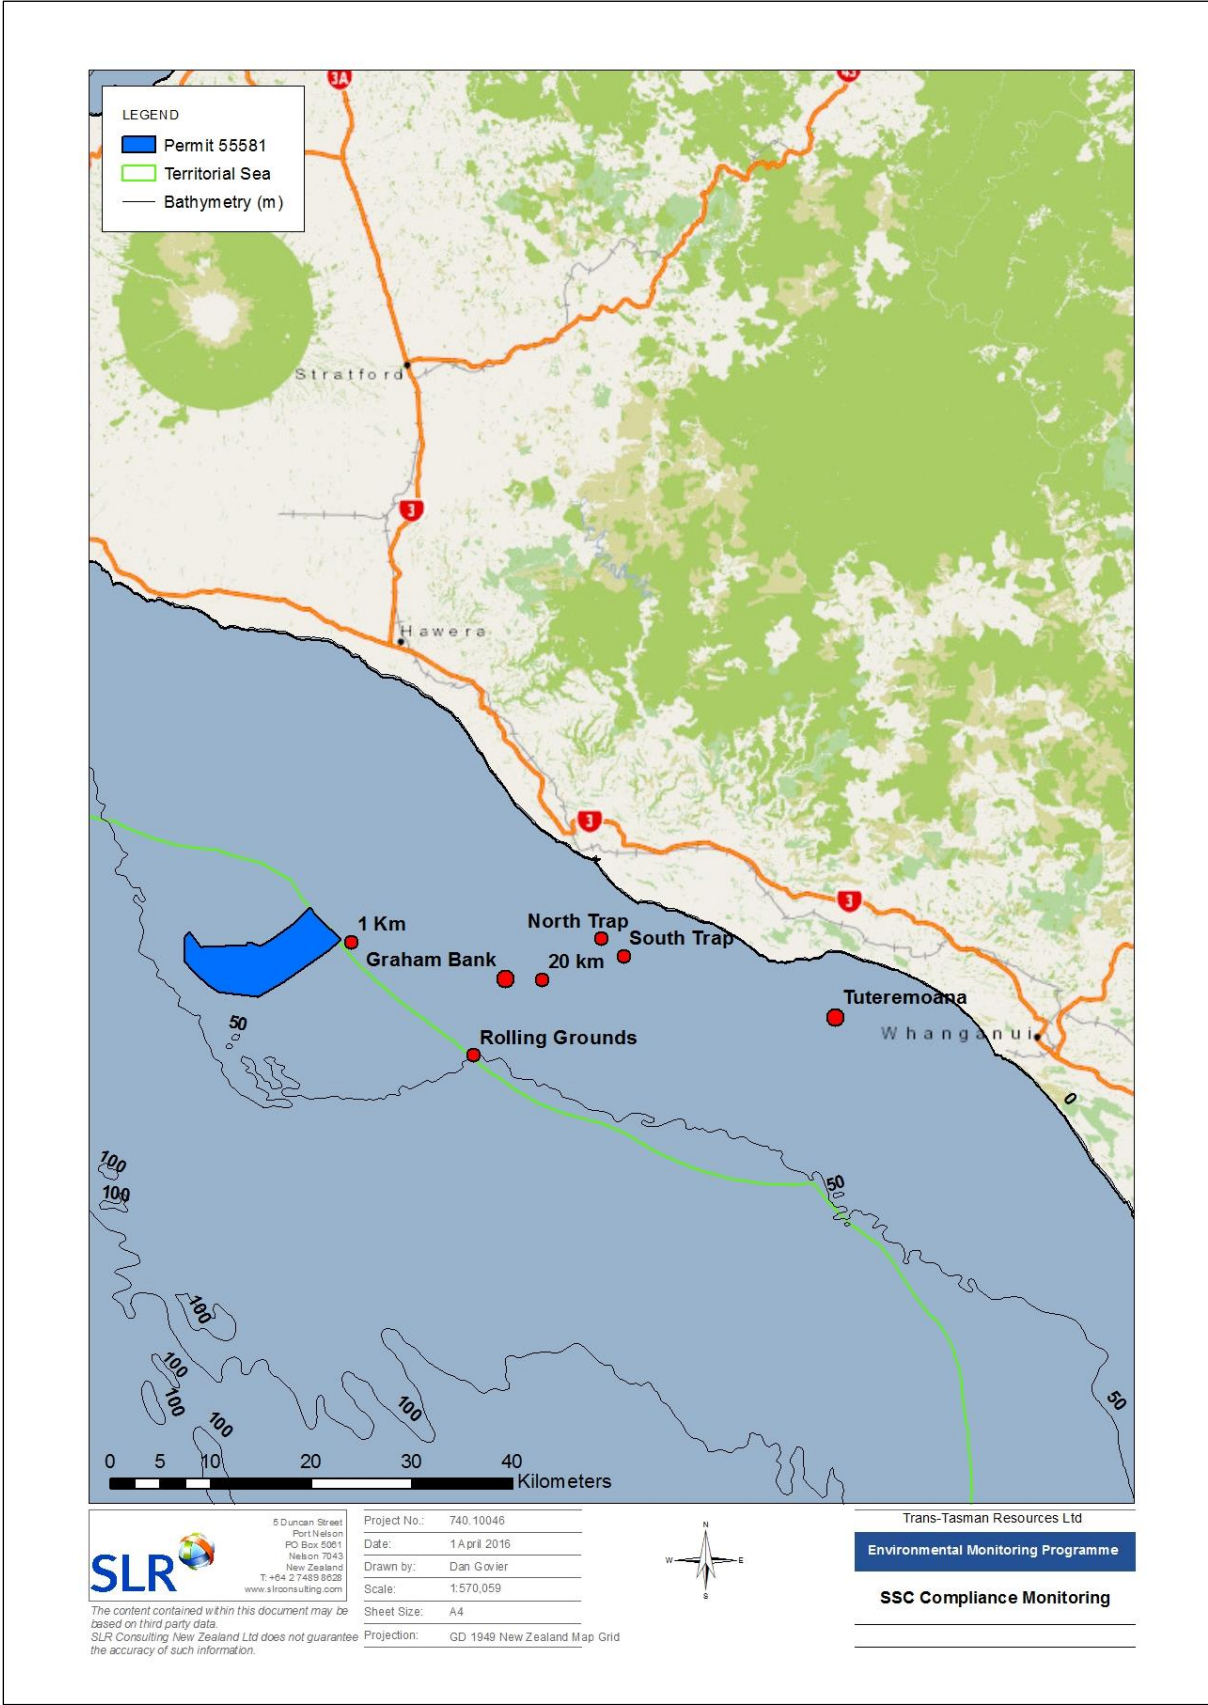 3A
43
LEGEND
Permit 55581
Territorial Sea
Bathymetry (m)
Stratford
3
Hawera
3
3
1 Km
North Trap
South Trap
Graham Bank
20 km
Tuteremoana
Whanganui
50
Rolling Grounds
0
100
100
50
100
100
100
100
100
50
0 5 10 20 30 40
Kilometers
SLR
5 Duncan Street
Port Nelson
PO Box 5061
Nelson 7043
New Zealand
T: +64 2 7489 8628
www.slrconsulting.com
The content contained within this document may be
based on third party data.
SLR Consulting New Zealand Ltd does not guarantee
the accuracy of such information.
Project No.: 740.10046
Date: 1 April 2016
Drawn by: Dan Govier
Scale: 1:570,059
Sheet Size: A4
Projection: GD 1949 New Zealand Map Grid
N
W E
S
Trans-Tasman Resources Ltd
Environmental Monitoring Programme
SSC Compliance Monitoring